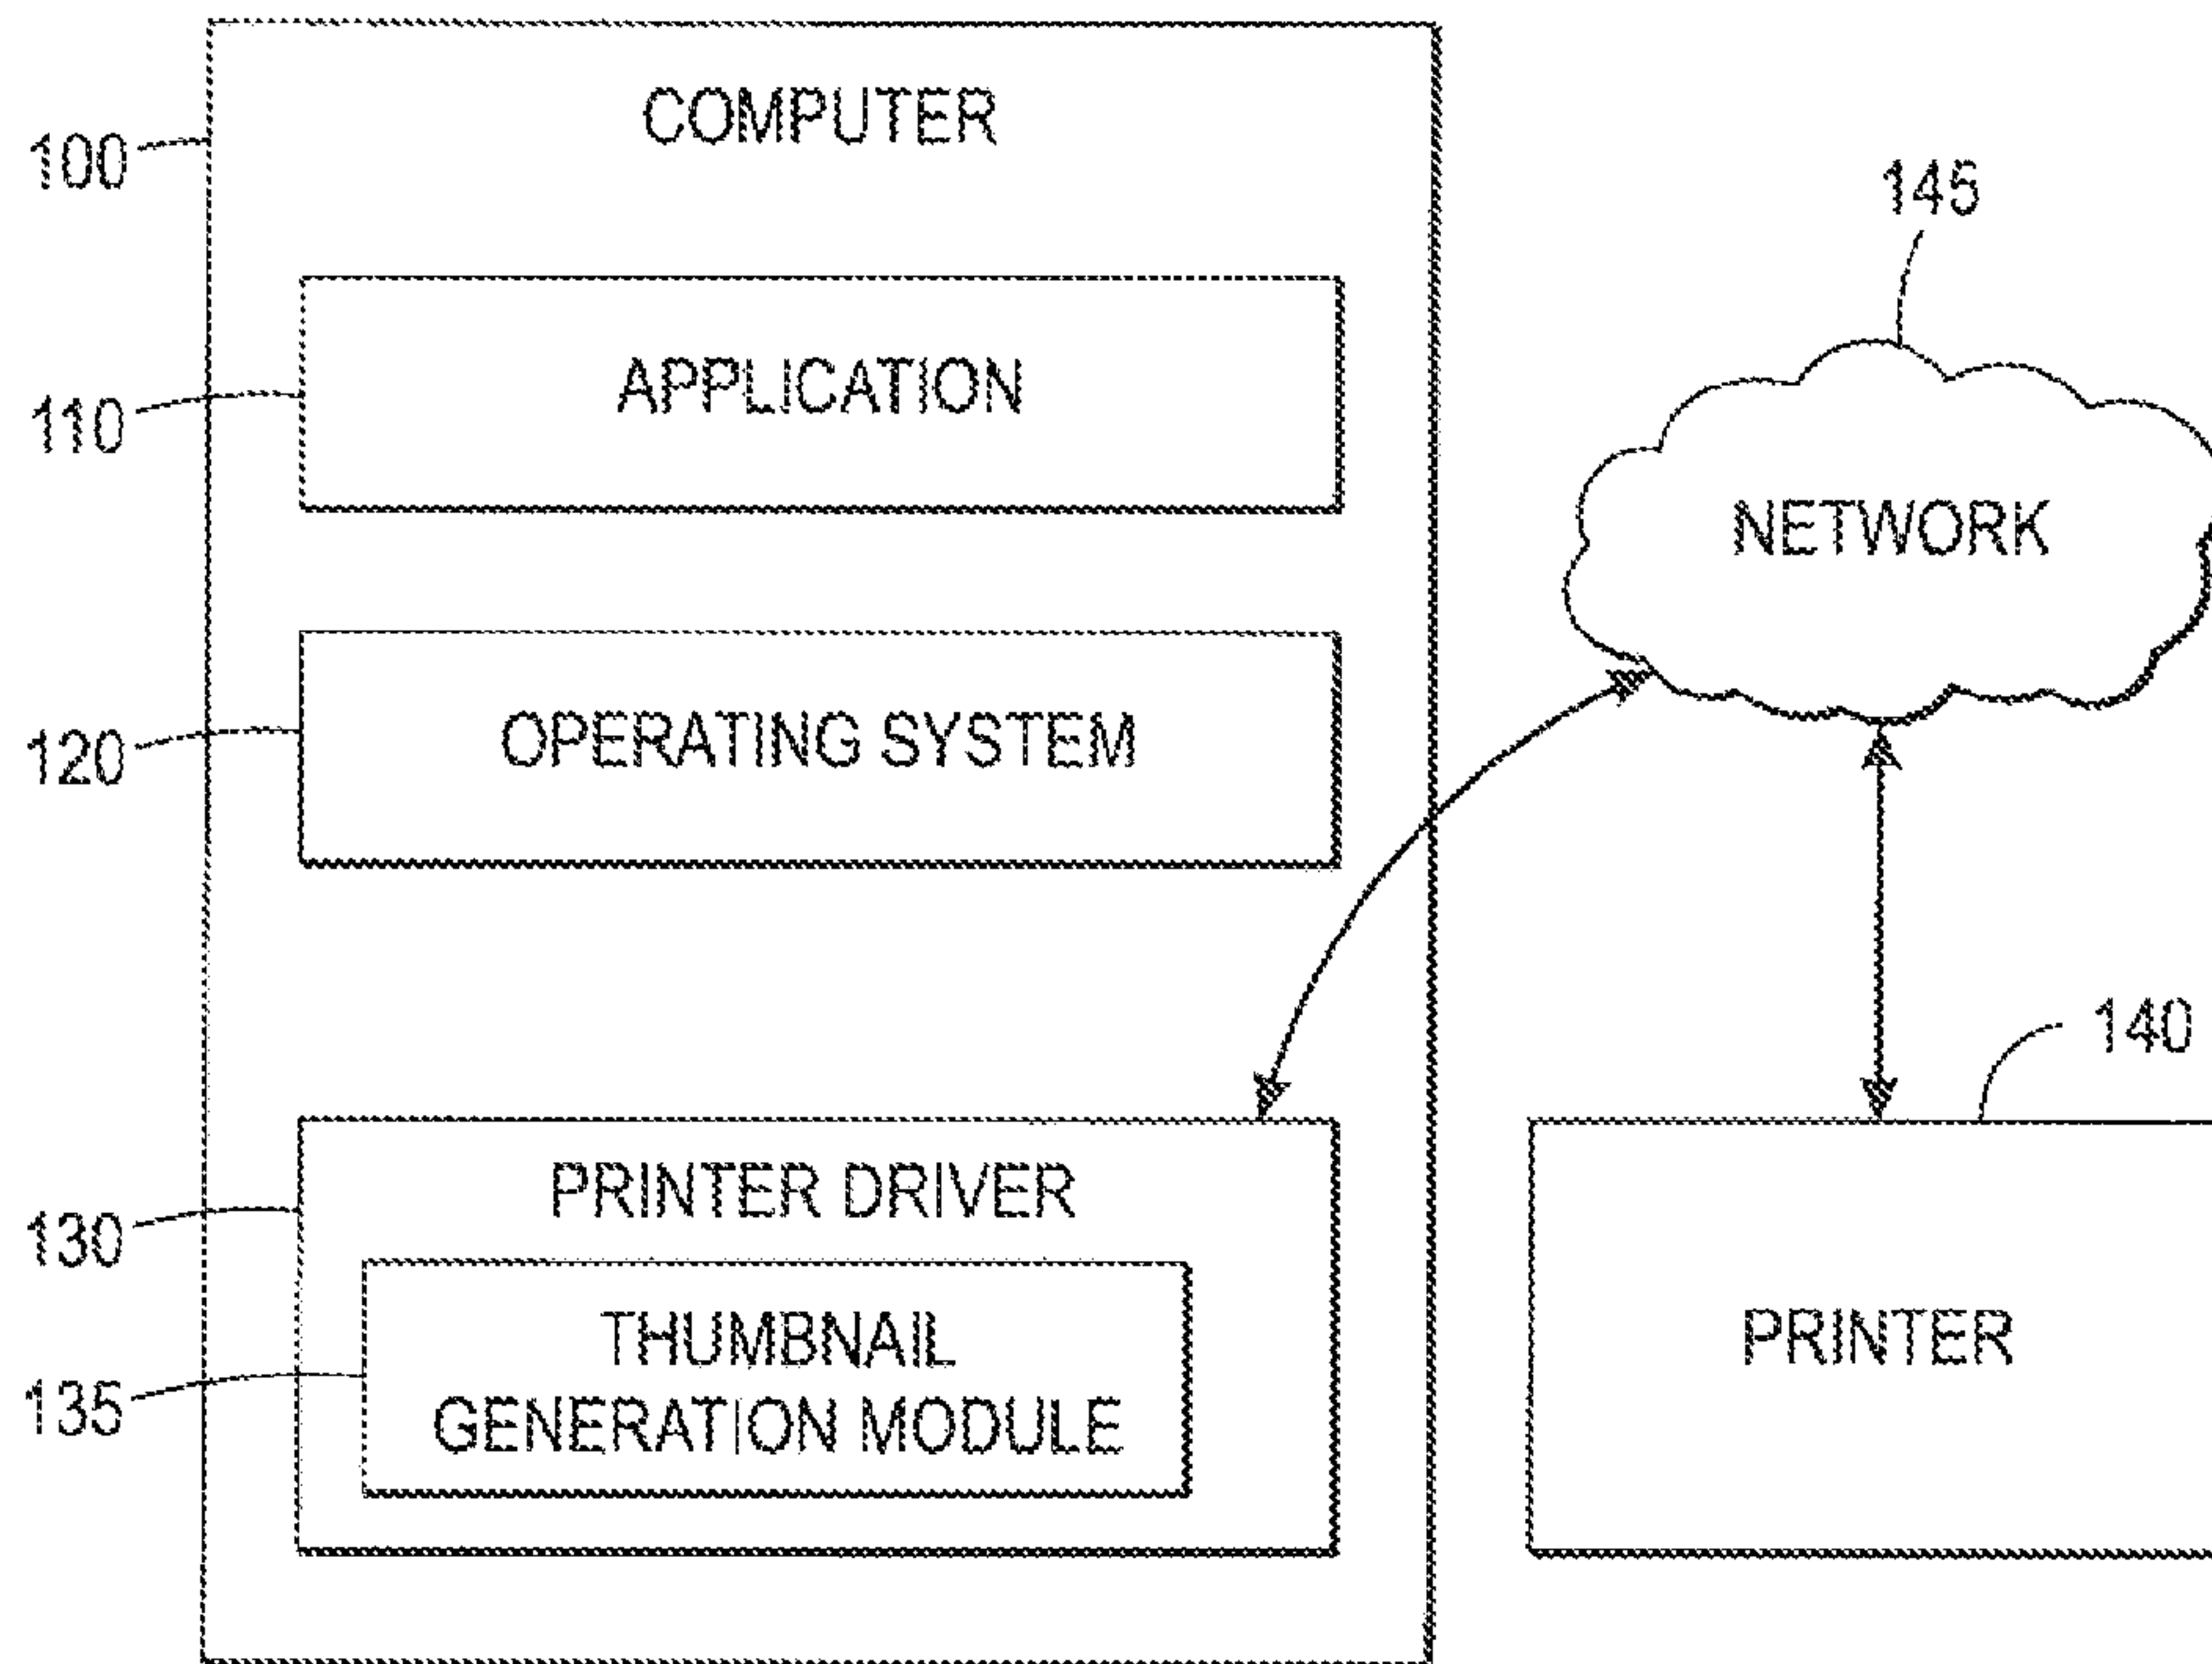 COMPUTER
100
145
APPLICATION
110
NETWORK
OPERATING SYSTEM
120
140
PRINTER DRIVER
130
THUMBNAIL
GENERATION MODULE
135
PRINTER